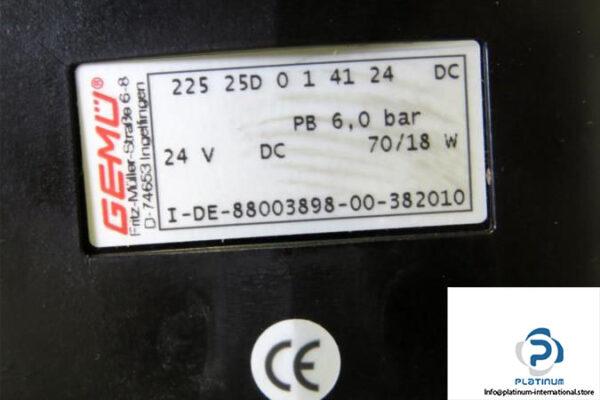 GEMÜ®
Fritz-Müller-Straße 6-8
D-74653 Ingelfingen
225 25D 0 1 41 24 DC
PB 6,0 bar
24 V DC 70/18 W
I-DE-88003898-00-382010
CE
PLATINUM
Info@platinum-international.store